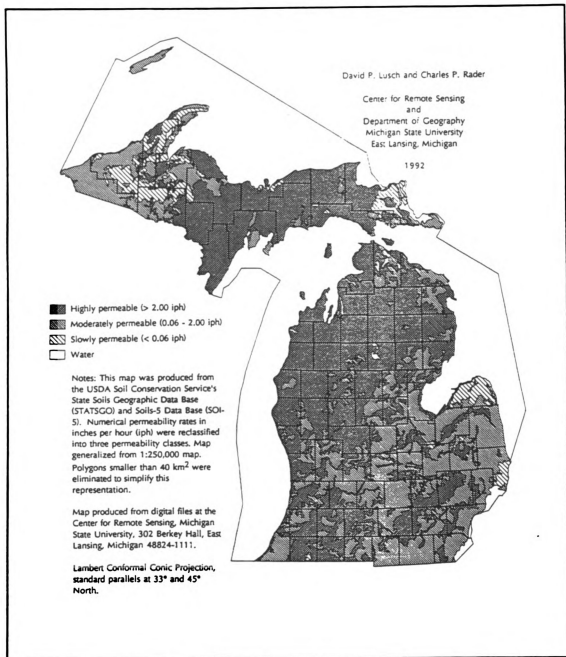 David P. Lusch and Charles P. Rader
Center for Remote Sensing
and
Department of Geography
Michigan State University
East Lansing, Michigan
1992
Highly permeable (> 2.00 iph)
Moderately permeable (0.06 - 2.00 iph)
Slowly permeable (< 0.06 iph)
Water
Notes: This map was produced from
the USDA Soil Conservation Service's
State Soils Geographic Data Base
(STATSGO) and Soils-5 Data Base (SOI-
5). Numerical permeability rates in
inches per hour (iph) were reclassified
into three permeability classes. Map
generalized from 1:250,000 map.
Polygons smaller than 40 km² were
eliminated to simplify this
representation.
Map produced from digital files at the
Center for Remote Sensing, Michigan
State University, 302 Berkey Hall, East
Lansing, Michigan 48824-1111.
Lambert Conformal Conic Projection,
standard parallels at 33° and 45°
North.